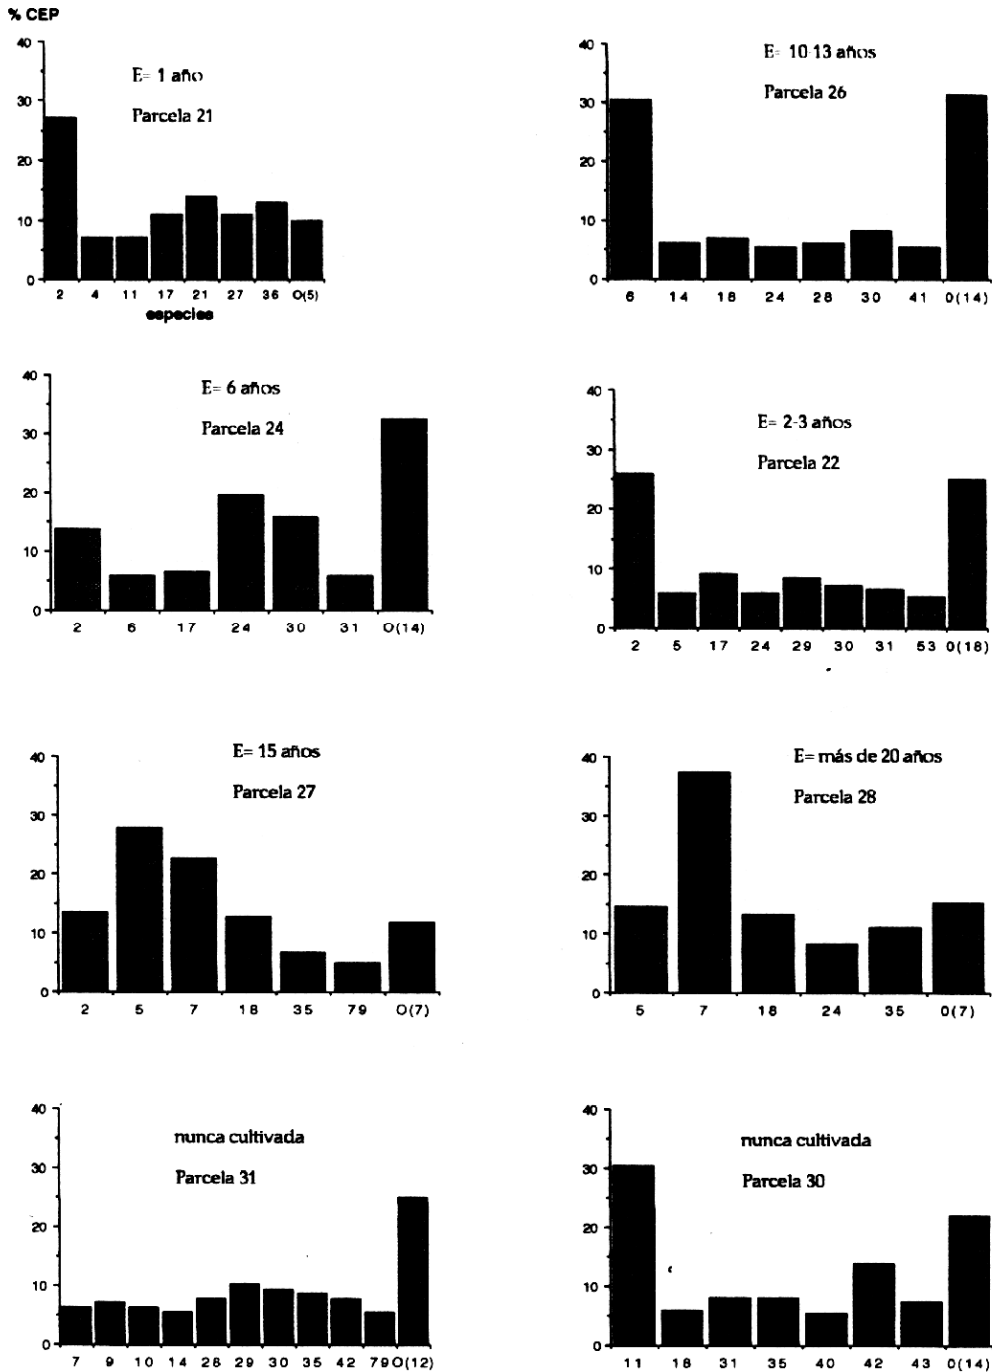 % CEP
40
30
20
10
0
E= 1 año
Parcela 21
2 4 11 17 21 27 36 O(5)
especies
40
30
20
10
0
E= 10-13 años
Parcela 26
6 14 18 24 28 30 41 0(14)
40
30
20
10
0
E= 6 años
Parcela 24
2 6 17 24 30 31 O(14)
40
30
20
10
0
E= 2-3 años
Parcela 22
2 5 17 24 29 30 31 53 0(18)
40
30
20
10
0
E= 15 años
Parcela 27
2 5 7 18 35 79 O(7)
40
30
20
10
0
E= más de 20 años
Parcela 28
5 7 18 24 35 0(7)
40
30
20
10
0
nunca cultivada
Parcela 31
7 9 10 14 28 29 30 35 42 79 O(12)
40
30
20
10
0
nunca cultivada
Parcela 30
11 18 31 35 40 42 43 0(14)